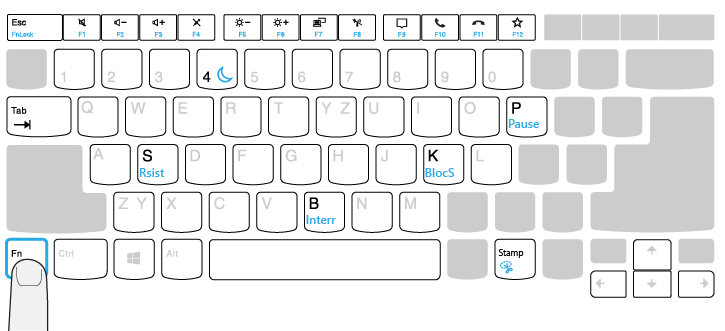 Esc
FnLock
F1
F2
F3
F4
F5
F6
F7
F8
F9
F10
F11
F12
1 2 3 4 5 6 7 8 9 0
Tab Q W E R T Y Z U I O P
Pause
A S D F G H J K L
Rsist BlocS
Z Y X C V B N M
Interr
Fn Ctrl Alt Stamp